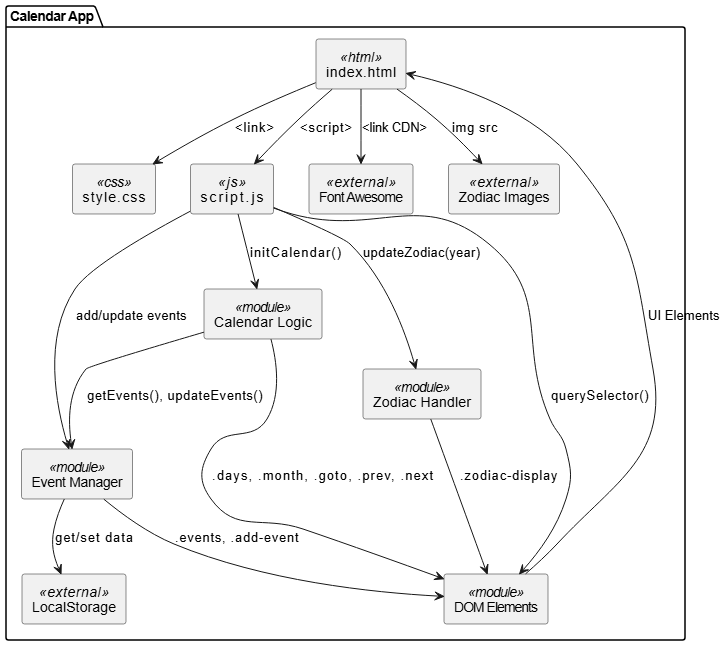 Calendar App
«html»
index.html
<link>
<script>
<link CDN>
img src
«css»
style.css
«js»
script.js
«external»
Font Awesome
«external»
Zodiac Images
initCalendar()
updateZodiac(year)
«module»
Calendar Logic
add/update events
UI Elements
getEvents(), updateEvents()
«module»
Zodiac Handler
querySelector()
«module»
Event Manager
.days, .month, .goto, .prev, .next
.zodiac-display
get/set data
.events, .add-event
«external»
LocalStorage
«module»
DOM Elements